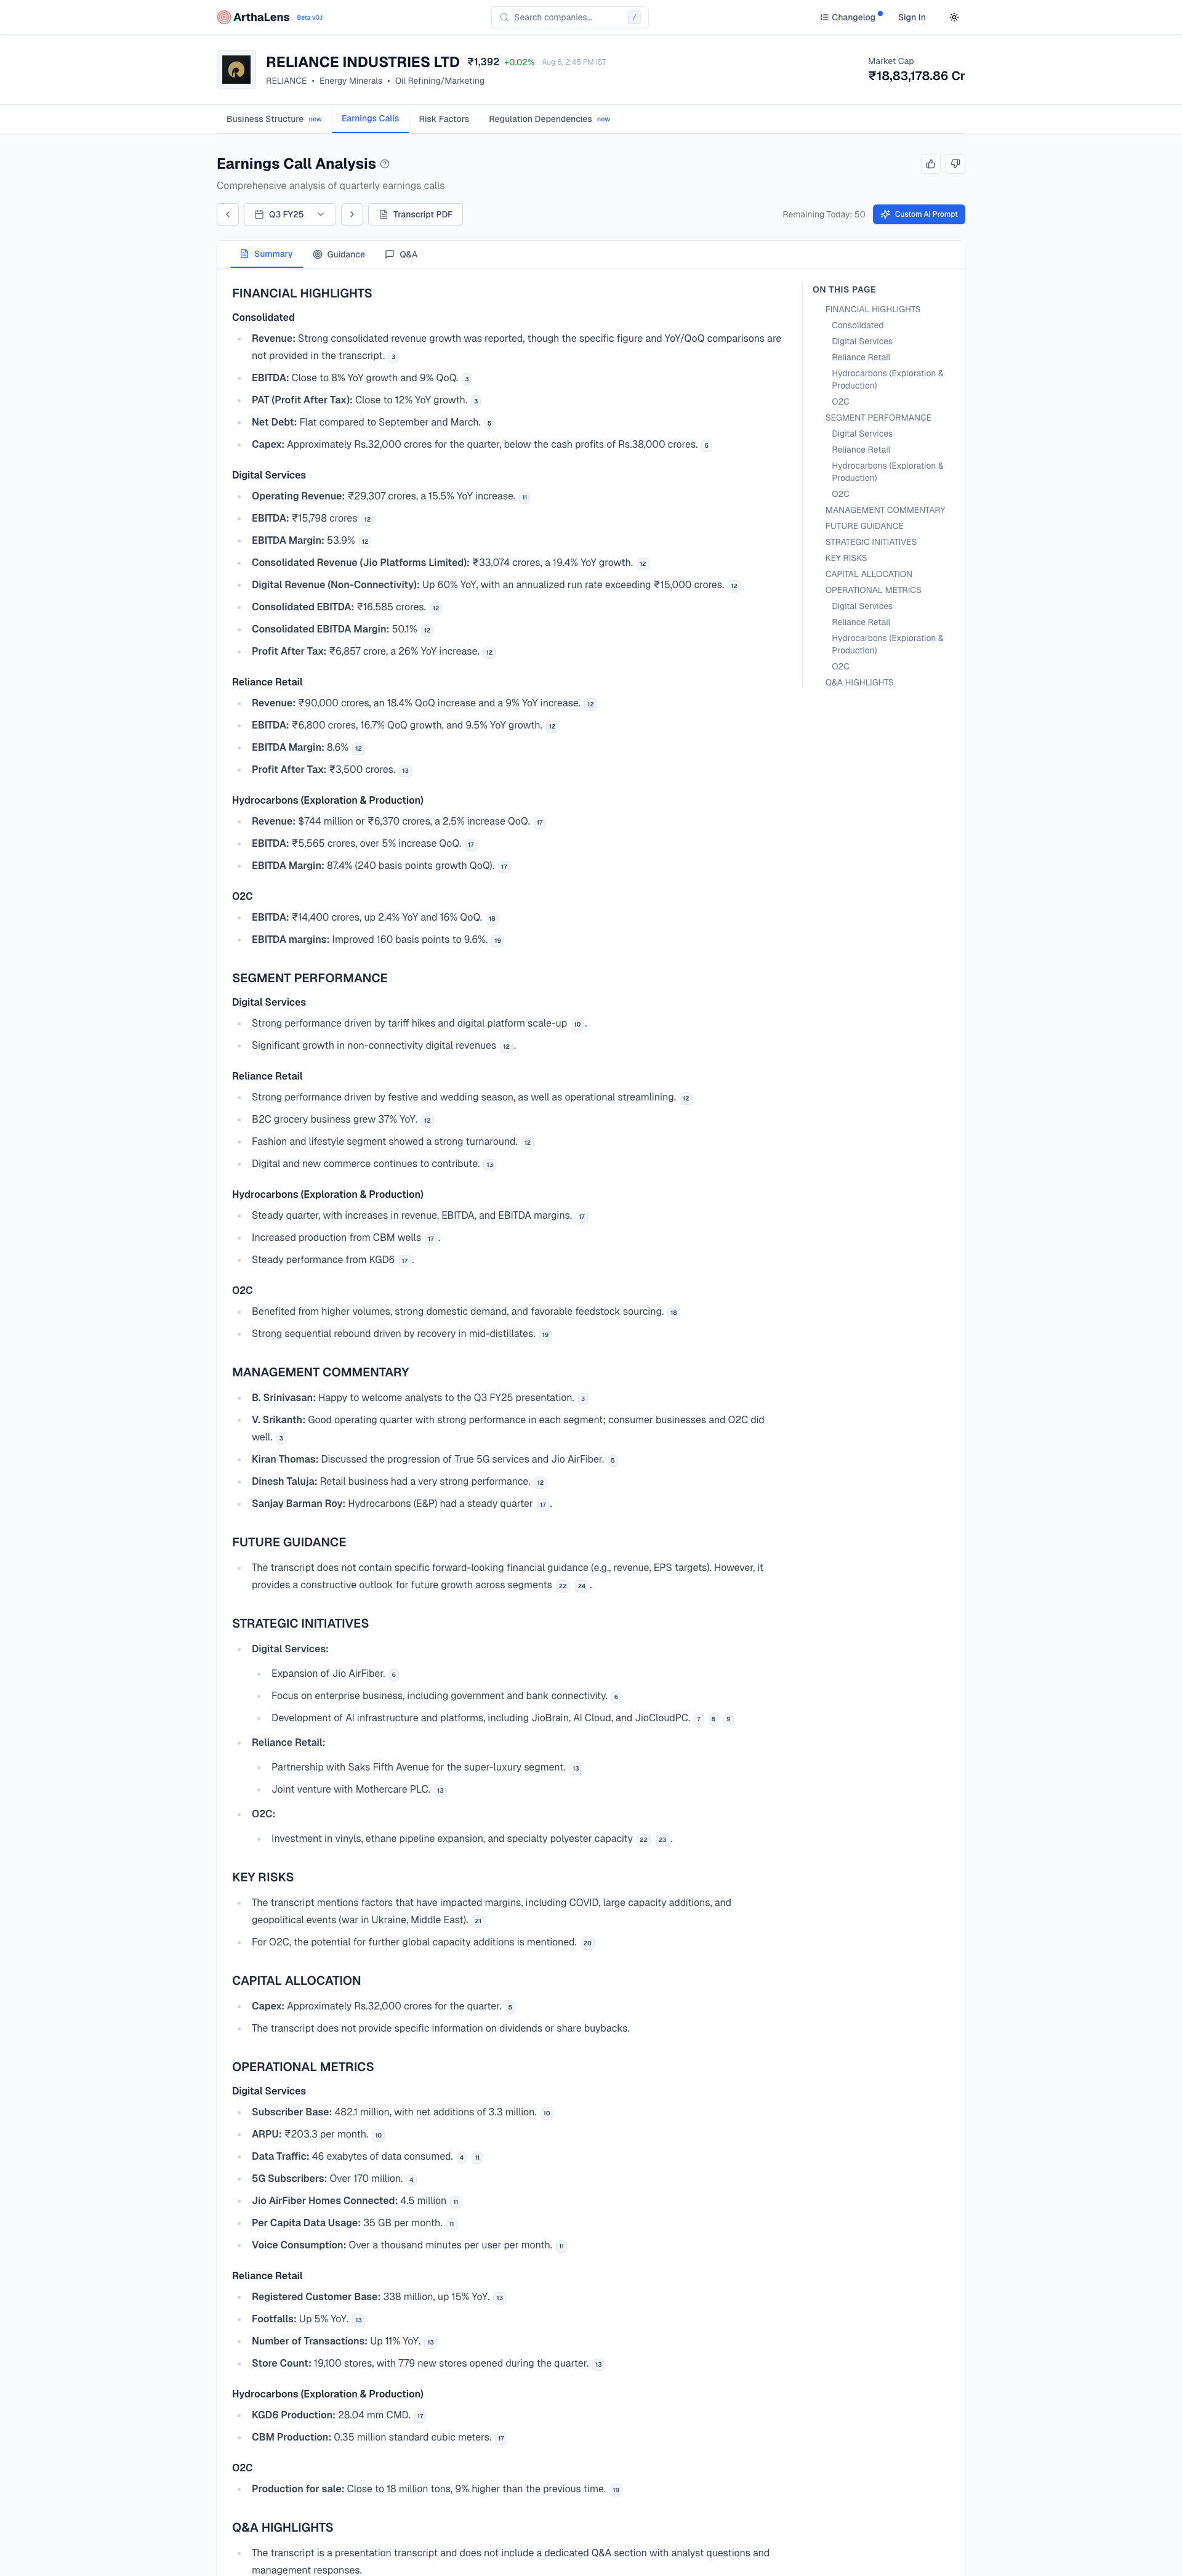 ArthaLens Beta v0.1
Search companies...
/
Changelog
Sign In
RELIANCE INDUSTRIES LTD ₹1,392 +0.02% Aug 6, 2:45 PM IST
RELIANCE • Energy Minerals • Oil Refining/Marketing
Market Cap
₹18,83,178.86 Cr
Business Structure new
Earnings Calls
Risk Factors
Regulation Dependencies new
Earnings Call Analysis
Comprehensive analysis of quarterly earnings calls
Q3 FY25
Transcript PDF
Remaining Today: 50
Custom AI Prompt
Summary
Guidance
Q&A
FINANCIAL HIGHLIGHTS
Consolidated
Revenue: Strong consolidated revenue growth was reported, though the specific figure and YoY/QoQ comparisons are
not provided in the transcript. 3
EBITDA: Close to 8% YoY growth and 9% QoQ. 3
PAT (Profit After Tax): Close to 12% YoY growth. 3
Net Debt: Flat compared to September and March. 5
Capex: Approximately Rs.32,000 crores for the quarter, below the cash profits of Rs.38,000 crores. 5
Digital Services
Operating Revenue: ₹29,307 crores, a 15.5% YoY increase. 11
EBITDA: ₹15,798 crores 12
EBITDA Margin: 53.9% 12
Consolidated Revenue (Jio Platforms Limited): ₹33,074 crores, a 19.4% YoY growth. 12
Digital Revenue (Non-Connectivity): Up 60% YoY, with an annualized run rate exceeding ₹15,000 crores. 12
Consolidated EBITDA: ₹16,585 crores. 12
Consolidated EBITDA Margin: 50.1% 12
Profit After Tax: ₹6,857 crore, a 26% YoY increase. 12
Reliance Retail
Revenue: ₹90,000 crores, an 18.4% QoQ increase and a 9% YoY increase. 12
EBITDA: ₹6,800 crores, 16.7% QoQ growth, and 9.5% YoY growth. 12
EBITDA Margin: 8.6% 12
Profit After Tax: ₹3,500 crores. 13
Hydrocarbons (Exploration & Production)
Revenue: $744 million or ₹6,370 crores, a 2.5% increase QoQ. 17
EBITDA: ₹5,565 crores, over 5% increase QoQ. 17
EBITDA Margin: 87.4% (240 basis points growth QoQ). 17
O2C
EBITDA: ₹14,400 crores, up 2.4% YoY and 16% QoQ. 18
EBITDA margins: Improved 160 basis points to 9.6%. 19
SEGMENT PERFORMANCE
Digital Services
Strong performance driven by tariff hikes and digital platform scale-up 10 .
Significant growth in non-connectivity digital revenues 12 .
Reliance Retail
Strong performance driven by festive and wedding season, as well as operational streamlining. 12
B2C grocery business grew 37% YoY. 12
Fashion and lifestyle segment showed a strong turnaround. 12
Digital and new commerce continues to contribute. 13
Hydrocarbons (Exploration & Production)
Steady quarter, with increases in revenue, EBITDA, and EBITDA margins. 17
Increased production from CBM wells 17 .
Steady performance from KGD6 17 .
O2C
Benefited from higher volumes, strong domestic demand, and favorable feedstock sourcing. 18
Strong sequential rebound driven by recovery in mid-distillates. 19
MANAGEMENT COMMENTARY
B. Srinivasan: Happy to welcome analysts to the Q3 FY25 presentation. 3
V. Srikanth: Good operating quarter with strong performance in each segment; consumer businesses and O2C did
well. 3
Kiran Thomas: Discussed the progression of True 5G services and Jio AirFiber. 5
Dinesh Taluja: Retail business had a very strong performance. 12
Sanjay Barman Roy: Hydrocarbons (E&P) had a steady quarter 17 .
FUTURE GUIDANCE
The transcript does not contain specific forward-looking financial guidance (e.g., revenue, EPS targets). However, it
provides a constructive outlook for future growth across segments 22 24 .
STRATEGIC INITIATIVES
Digital Services:
Expansion of Jio AirFiber. 6
Focus on enterprise business, including government and bank connectivity. 6
Development of AI infrastructure and platforms, including JioBrain, AI Cloud, and JioCloudPC. 7 8 9
Reliance Retail:
Partnership with Saks Fifth Avenue for the super-luxury segment. 13
Joint venture with Mothercare PLC. 13
O2C:
Investment in vinyls, ethane pipeline expansion, and specialty polyester capacity 22 23 .
KEY RISKS
The transcript mentions factors that have impacted margins, including COVID, large capacity additions, and
geopolitical events (war in Ukraine, Middle East). 21
For O2C, the potential for further global capacity additions is mentioned. 20
CAPITAL ALLOCATION
Capex: Approximately Rs.32,000 crores for the quarter. 5
The transcript does not provide specific information on dividends or share buybacks.
OPERATIONAL METRICS
Digital Services
Subscriber Base: 482.1 million, with net additions of 3.3 million. 10
ARPU: ₹203.3 per month. 10
Data Traffic: 46 exabytes of data consumed. 4 11
5G Subscribers: Over 170 million. 4
Jio AirFiber Homes Connected: 4.5 million 11
Per Capita Data Usage: 35 GB per month. 11
Voice Consumption: Over a thousand minutes per user per month. 11
Reliance Retail
Registered Customer Base: 338 million, up 15% YoY. 13
Footfalls: Up 5% YoY. 13
Number of Transactions: Up 11% YoY. 13
Store Count: 19,100 stores, with 779 new stores opened during the quarter. 13
Hydrocarbons (Exploration & Production)
KGD6 Production: 28.04 mm CMD. 17
CBM Production: 0.35 million standard cubic meters. 17
O2C
Production for sale: Close to 18 million tons, 9% higher than the previous time. 19
Q&A HIGHLIGHTS
The transcript is a presentation transcript and does not include a dedicated Q&A section with analyst questions and
management responses.
ON THIS PAGE
FINANCIAL HIGHLIGHTS
Consolidated
Digital Services
Reliance Retail
Hydrocarbons (Exploration &
Production)
O2C
SEGMENT PERFORMANCE
Digital Services
Reliance Retail
Hydrocarbons (Exploration &
Production)
O2C
MANAGEMENT COMMENTARY
FUTURE GUIDANCE
STRATEGIC INITIATIVES
KEY RISKS
CAPITAL ALLOCATION
OPERATIONAL METRICS
Digital Services
Reliance Retail
Hydrocarbons (Exploration &
Production)
O2C
Q&A HIGHLIGHTS